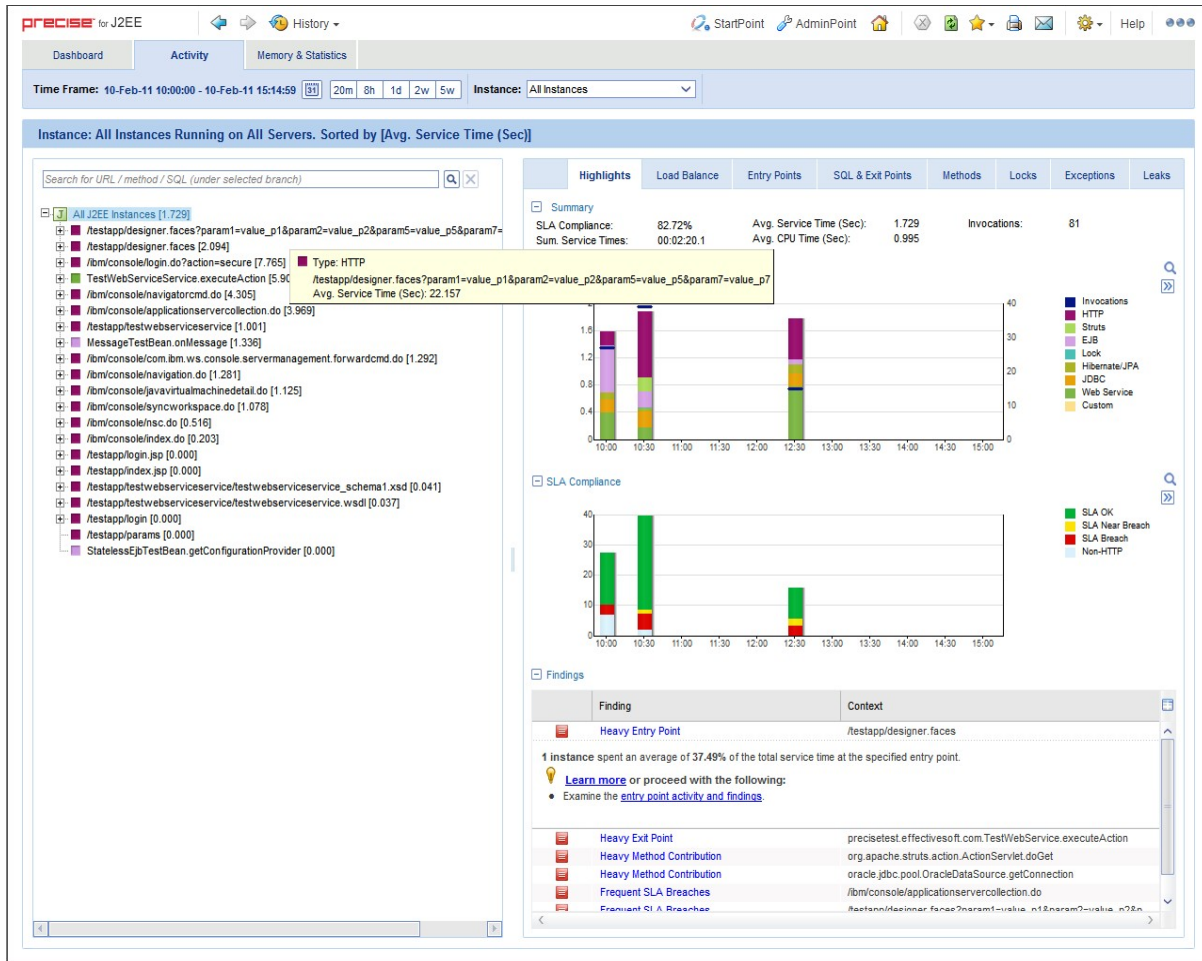 precise for J2EE
History
StartPoint
AdminPoint
Help
Dashboard
Activity
Memory & Statistics
Time Frame: 10-Feb-11 10:00:00 - 10-Feb-11 15:14:59
31
20m 8h 1d 2w 5w
Instance: All Instances
Instance: All Instances Running on All Servers. Sorted by [Avg. Service Time (Sec)]
Search for URL / method / SQL (under selected branch)
J All J2EE Instances [1.729]
/testapp/designer.faces?param1=value_p1&param2=value_p2&param5=value_p5&param7=
/testapp/designer.faces [2.094]
/ibm/console/login.do?action=secure [7.765]
TestWebServiceService.executeAction [5.90
/ibm/console/navigatorcmd.do [4.305]
/ibm/console/applicationservercollection.do [3.969]
/testapp/testwebserviceservice [1.001]
MessageTestBean.onMessage [1.336]
/ibm/console/com.ibm.ws.console.servermanagement.forwardcmd.do [1.292]
/ibm/console/navigation.do [1.281]
/ibm/console/javavirtualmachinedetail.do [1.125]
/ibm/console/syncworkspace.do [1.078]
/ibm/console/nsc.do [0.516]
/ibm/console/index.do [0.203]
/testapp/login.jsp [0.000]
/testapp/index.jsp [0.000]
/testapp/testwebserviceservice/testwebserviceservice_schema1.xsd [0.041]
/testapp/testwebserviceservice/testwebserviceservice.wsdl [0.037]
/testapp/login [0.000]
/testapp/params [0.000]
StatelessEjbTestBean.getConfigurationProvider [0.000]
Type: HTTP
/testapp/designer.faces?param1=value_p1&param2=value_p2&param5=value_p5&param7=value_p7
Avg. Service Time (Sec): 22.157
Highlights
Load Balance
Entry Points
SQL & Exit Points
Methods
Locks
Exceptions
Leaks
Summary
SLA Compliance: 82.72% Avg. Service Time (Sec): 1.729 Invocations: 81
Sum. Service Times: 00:02:20.1 Avg. CPU Time (Sec): 0.995
2
1.6
1.2
0.8
0.4
0
40
30
20
10
0
10:00 10:30 11:00 11:30 12:00 12:30 13:00 13:30 14:00 14:30 15:00
Invocations
HTTP
Struts
EJB
Lock
Hibernate/JPA
JDBC
Web Service
Custom
SLA Compliance
40
30
20
10
0
10:00 10:30 11:00 11:30 12:00 12:30 13:00 13:30 14:00 14:30 15:00
SLA OK
SLA Near Breach
SLA Breach
Non-HTTP
Findings
Finding Context
Heavy Entry Point /testapp/designer.faces
1 instance spent an average of 37.49% of the total service time at the specified entry point.
Learn more or proceed with the following:
• Examine the entry point activity and findings.
Heavy Exit Point precisetest.effectivesoft.com.TestWebService.executeAction
Heavy Method Contribution org.apache.struts.action.ActionServlet.doGet
Heavy Method Contribution oracle.jdbc.pool.OracleDataSource.getConnection
Frequent SLA Breaches /ibm/console/applicationservercollection.do
Frequent SLA Breaches /testapp/designer.faces?param1=value_p1&param2=value_p2&p